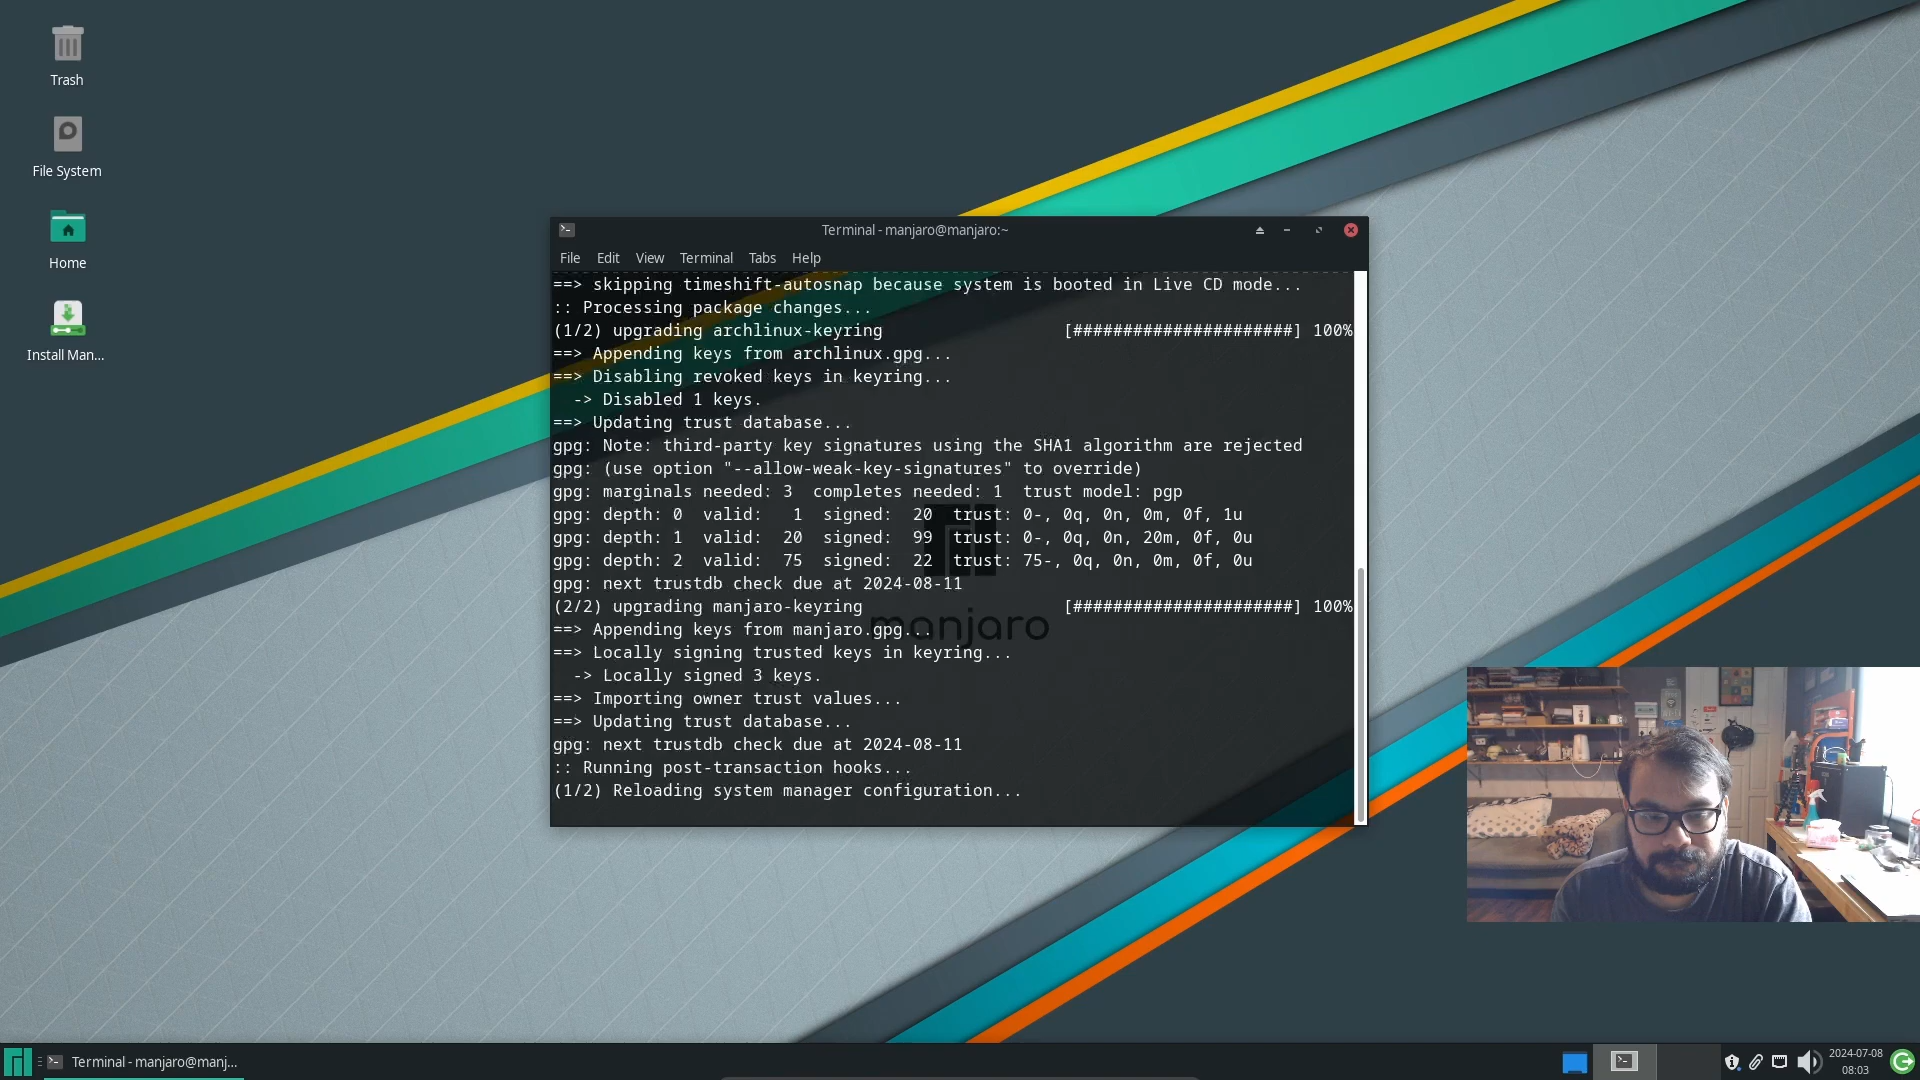 Trash
File System
Home
Install Man...
Terminal - manjaro@manjaro:~
File Edit View Terminal Tabs Help
==> skipping timeshift-autosnap because system is booted in Live CD mode...
:: Processing package changes...
(1/2) upgrading archlinux-keyring [######################] 100%
==> Appending keys from archlinux.gpg...
==> Disabling revoked keys in keyring...
-> Disabled 1 keys.
==> Updating trust database...
gpg: Note: third-party key signatures using the SHA1 algorithm are rejected
gpg: (use option "--allow-weak-key-signatures" to override)
gpg: marginals needed: 3 completes needed: 1 trust model: pgp
gpg: depth: 0 valid: 1 signed: 20 trust: 0-, 0q, 0n, 0m, 0f, 1u
gpg: depth: 1 valid: 20 signed: 99 trust: 0-, 0q, 0n, 20m, 0f, 0u
gpg: depth: 2 valid: 75 signed: 22 trust: 75-, 0q, 0n, 0m, 0f, 0u
gpg: next trustdb check due at 2024-08-11
(2/2) upgrading manjaro-keyring [######################] 100%
manjaro
==> Appending keys from manjaro.gpg...
==> Locally signing trusted keys in keyring...
-> Locally signed 3 keys.
==> Importing owner trust values...
==> Updating trust database...
gpg: next trustdb check due at 2024-08-11
:: Running post-transaction hooks...
(1/2) Reloading system manager configuration...
Terminal - manjaro@manj...
2024-07-08
08:03